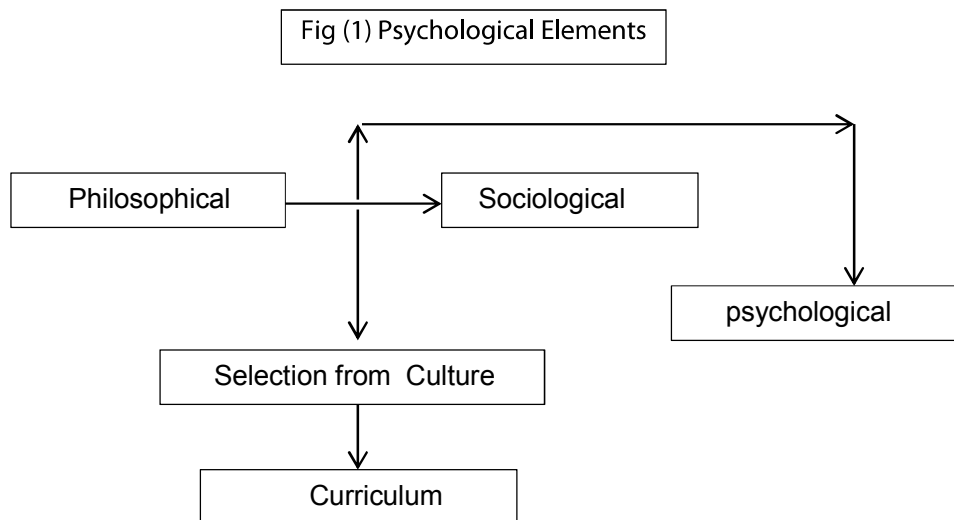 Fig (1) Psychological Elements
Philosophical
Sociological
psychological
Selection from Culture
Curriculum